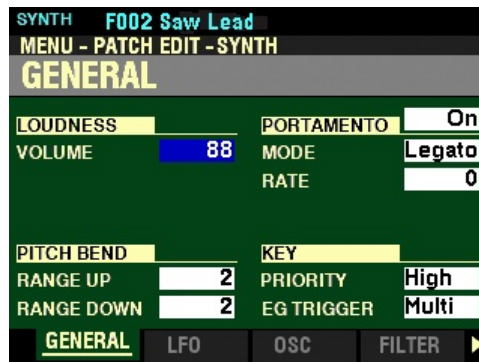 SYNTH F002 Saw Lead
MENU - PATCH EDIT - SYNTH
GENERAL
LOUDNESS
VOLUME 88
PORTAMENTO On
MODE Legato
RATE 0
PITCH BEND
RANGE UP 2
RANGE DOWN 2
KEY
PRIORITY High
EG TRIGGER Multi
GENERAL LFO OSC FILTER